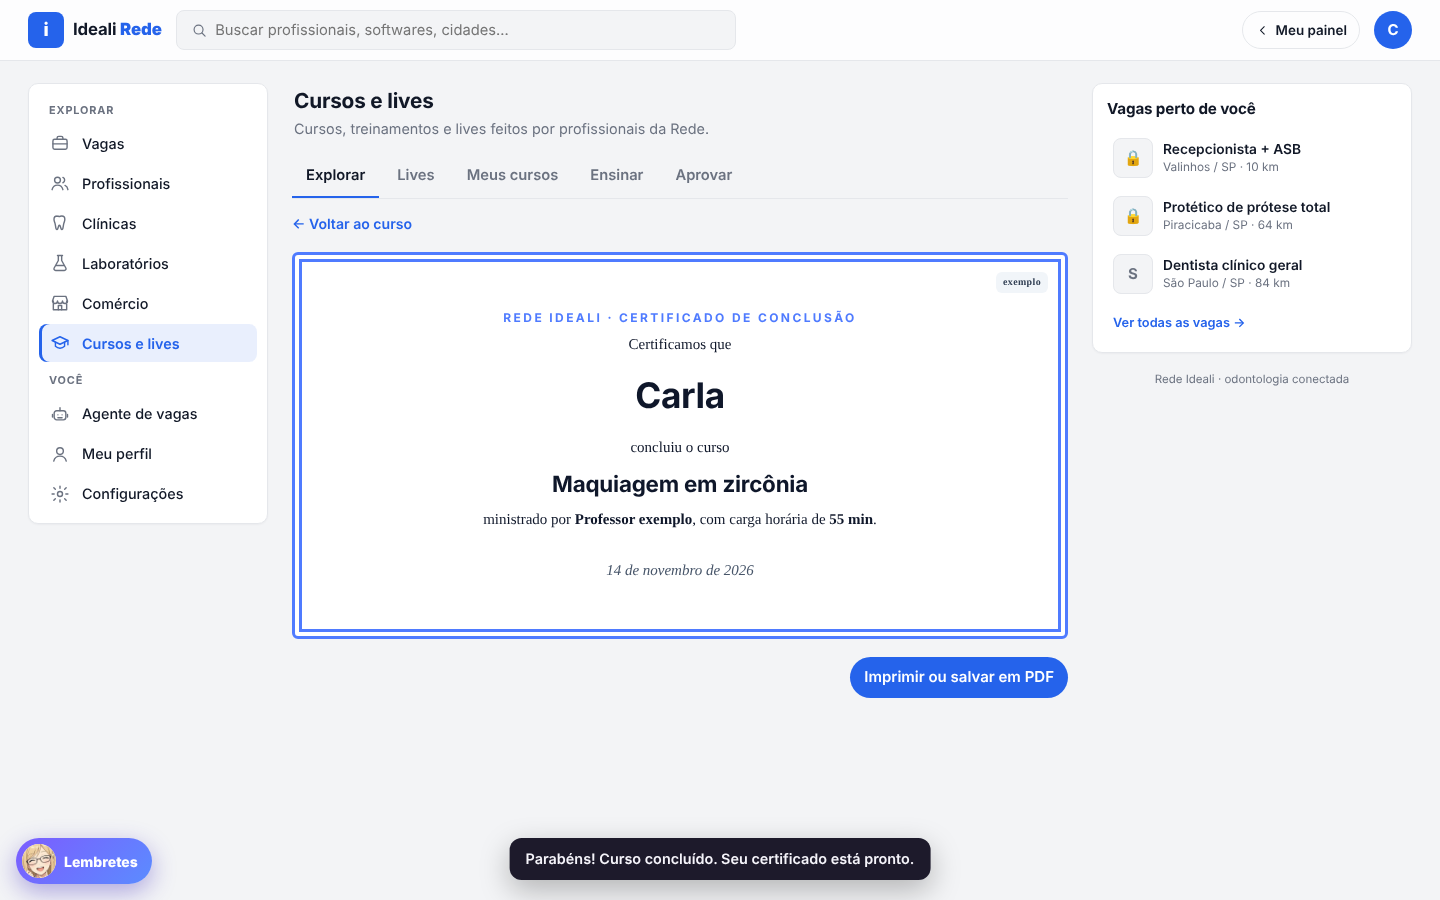 i
Ideali Rede
Buscar profissionais, softwares, cidades...
Meu painel
C
EXPLORAR
Vagas
Profissionais
Clínicas
Laboratórios
Comércio
Cursos e lives
VOCÊ
Agente de vagas
Meu perfil
Configurações
Cursos e lives
Cursos, treinamentos e lives feitos por profissionais da Rede.
Explorar
Lives
Meus cursos
Ensinar
Aprovar
← Voltar ao curso
exemplo
REDE IDEALI · CERTIFICADO DE CONCLUSÃO
Certificamos que
Carla
concluiu o curso
Maquiagem em zircônia
ministrado por Professor exemplo, com carga horária de 55 min.
14 de novembro de 2026
Imprimir ou salvar em PDF
Vagas perto de você
Recepcionista + ASB
Valinhos / SP · 10 km
Protético de prótese total
Piracicaba / SP · 64 km
S
Dentista clínico geral
São Paulo / SP · 84 km
Ver todas as vagas →
Rede Ideali · odontologia conectada
Lembretes
Parabéns! Curso concluído. Seu certificado está pronto.